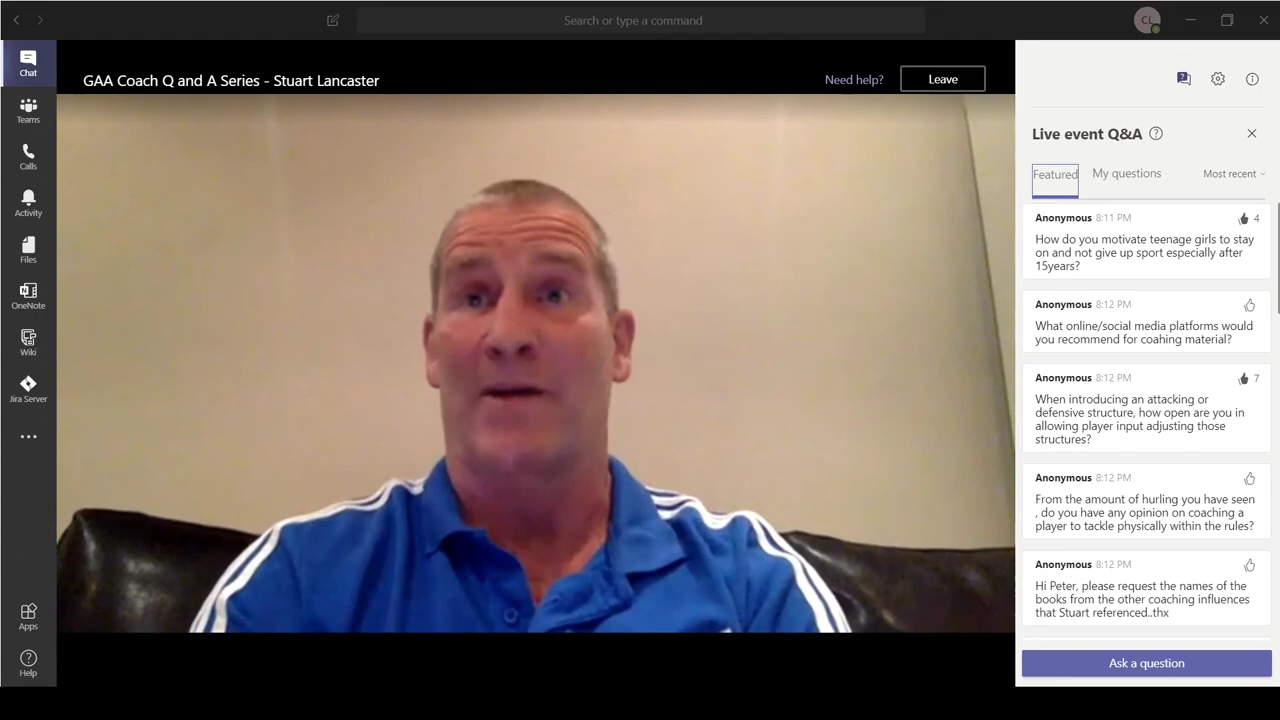 Search or type a command
CL
Chat
Teams
Calls
Activity
Files
OneNote
Wiki
Jira Server
Apps
Help
GAA Coach Q and A Series - Stuart Lancaster
Need help?
Leave
Live event Q&A
Featured
My questions
Most recent
Anonymous 8:11 PM 4
How do you motivate teenage girls to stay
on and not give up sport especially after
15years?
Anonymous 8:12 PM
What online/social media platforms would
you recommend for coahing material?
Anonymous 8:12 PM 7
When introducing an attacking or
defensive structure, how open are you in
allowing player input adjusting those
structures?
Anonymous 8:12 PM
From the amount of hurling you have seen
, do you have any opinion on coaching a
player to tackle physically within the rules?
Anonymous 8:12 PM
Hi Peter, please request the names of the
books from the other coaching influences
that Stuart referenced..thx
Ask a question